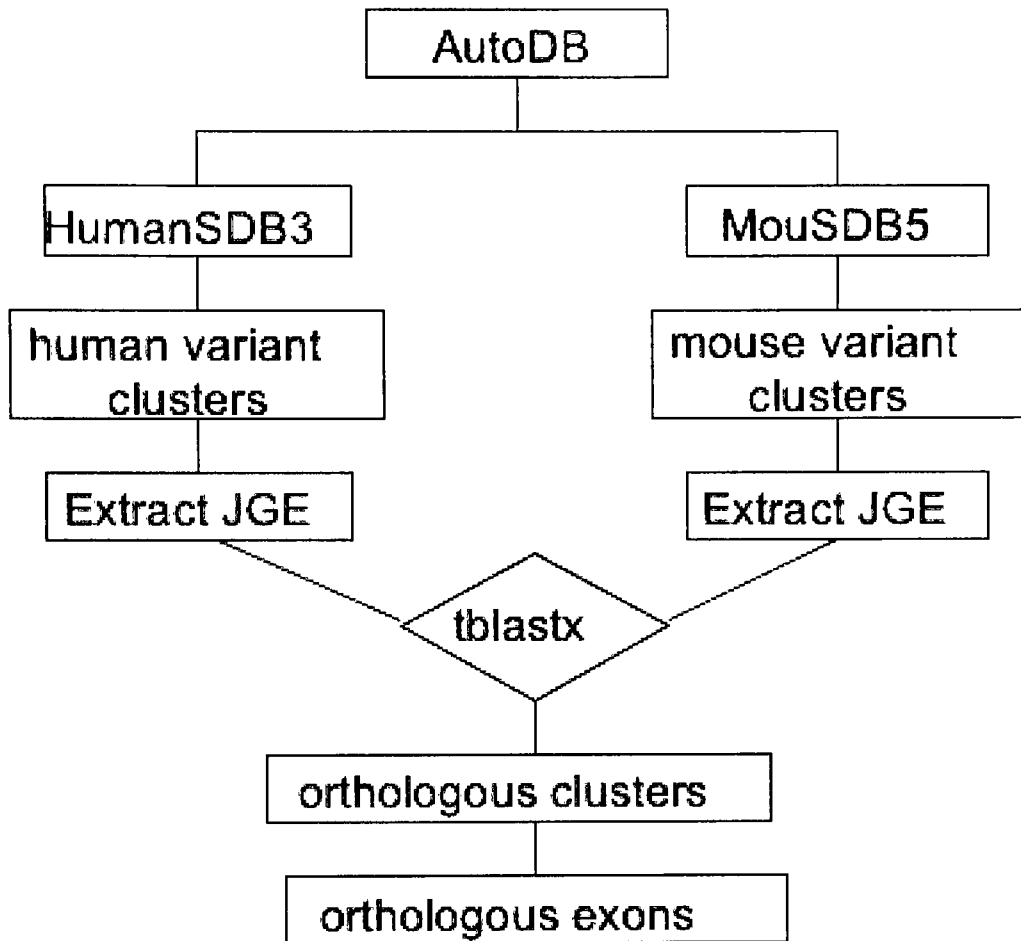 AutoDB
HumanSDB3
MouSDB5
human variant
clusters
mouse variant
clusters
Extract JGE
Extract JGE
tblastx
orthologous clusters
orthologous exons